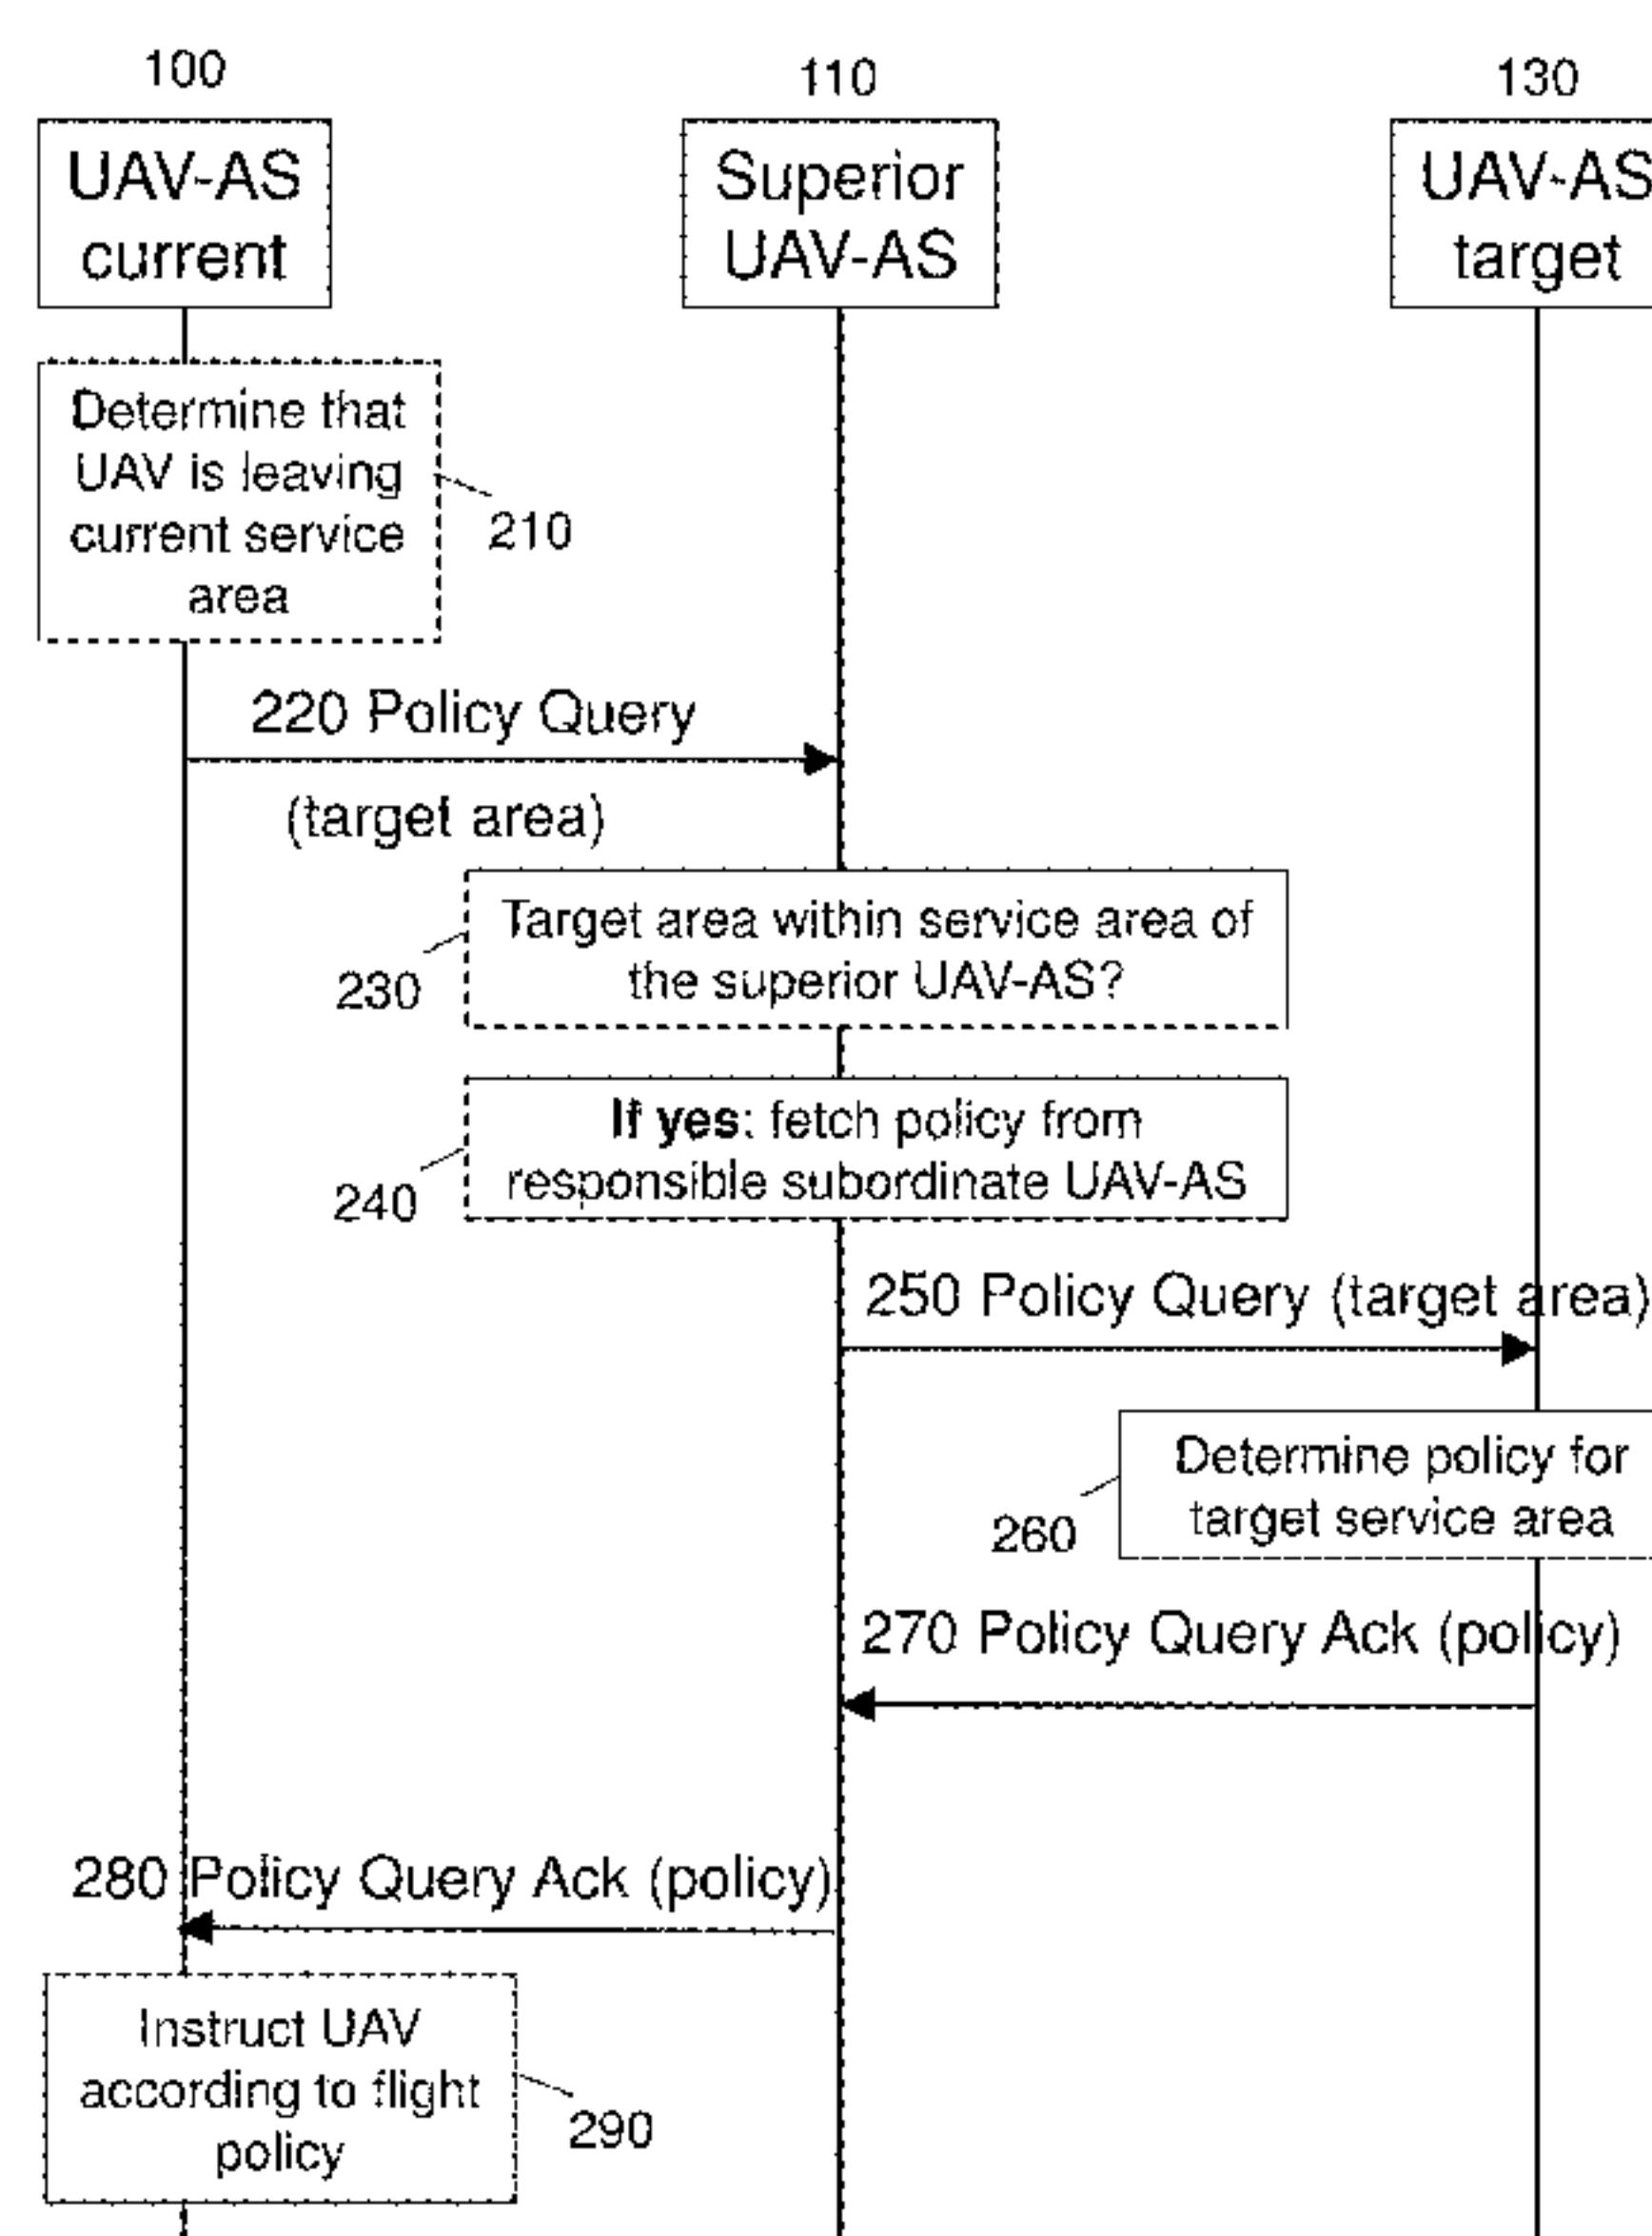 100
110
130
UAV-AS
current
Superior
UAV-AS
UAV-AS
target
Determine that
UAV is leaving
current service
area
210
220 Policy Query
(target area)
Target area within service area of
the superior UAV-AS?
230
If yes: fetch policy from
responsible subordinate UAV-AS
240
250 Policy Query (target area)
Determine policy for
target service area
260
270 Policy Query Ack (policy)
280 Policy Query Ack (policy)
Instruct UAV
according to flight
policy
290